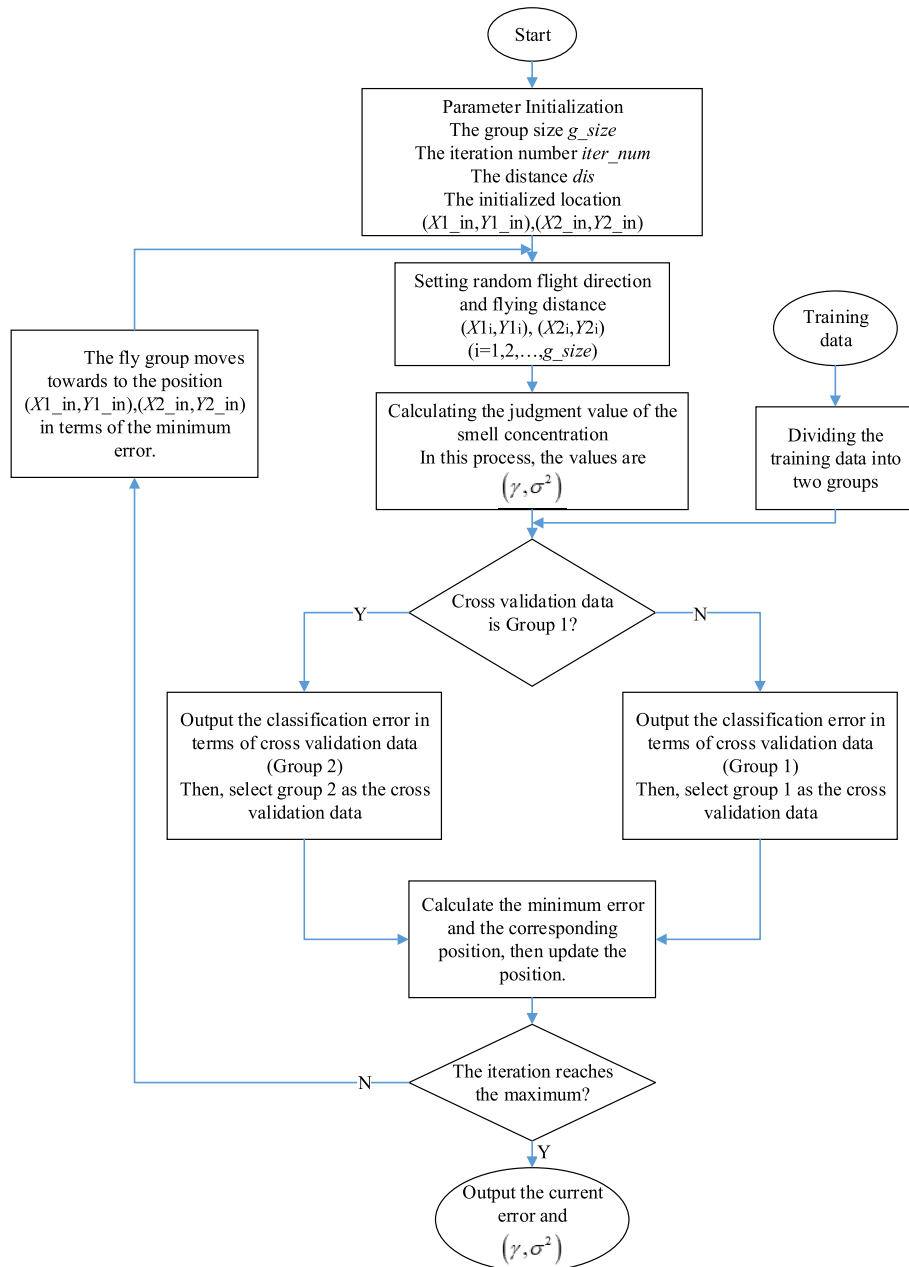 Start
Parameter Initialization
The group size g_size
The iteration number iter_num
The distance dis
The initialized location
(X1_in,Y1_in),(X2_in,Y2_in)
Setting random flight direction
and flying distance
(X1i,Y1i), (X2i,Y2i)
(i=1,2,…,g_size)
Training
data
The fly group moves
towards to the position
(X1_in,Y1_in),(X2_in,Y2_in)
in terms of the minimum
error.
Calculating the judgment value of the
smell concentration
In this process, the values are
(γ,σ²)
Dividing the
training data into
two groups
Cross validation data
is Group 1?
Y
N
Output the classification error in
terms of cross validation data
(Group 2)
Then, select group 2 as the cross
validation data
Output the classification error in
terms of cross validation data
(Group 1)
Then, select group 1 as the cross
validation data
Calculate the minimum error
and the corresponding
position, then update the
position.
The iteration reaches
the maximum?
N
Y
Output the current
error and
(γ,σ²)